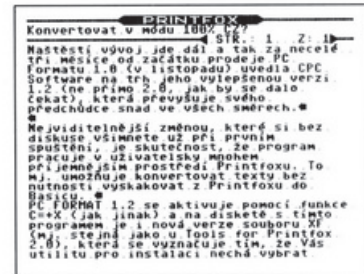 PRINTFOX
Konvertovat v módu 100% ?
STR.: 1 Z: 1
Naštěstí vývoj jde dál a tak za necelé
tři měsíce od začátku prodeje PC
Formatu 1.0 (v listopadu) uvedla CPC
Software na trh jeho vylepšenou verzi
1.2 (ne přímo 2.0, jak by se dalo
čekat), která převyšuje svého
předchůdce snad ve všech směrech.
Nejviditelnější změnou, které si bez
diskuse všimnete už při prvním
spuštění, je skutečnost, že program
pracuje v uživatelsky mnohem
příjemnějším prostředí Printfoxu. To
mj. umožňuje konvertovat texty bez
nutnosti vyskakovat z Printfoxu do
Basicu.
PC FORMAT 1.2 se aktivuje pomocí funkce
C=+X (jak jinak) a na disketě s tímto
programem je i nová verze souboru XF
(mj. stejná jako u Tools for Printfox
2.0), která se vyznačuje tím, že Vás
utilitu pro instalaci nechá vybrat